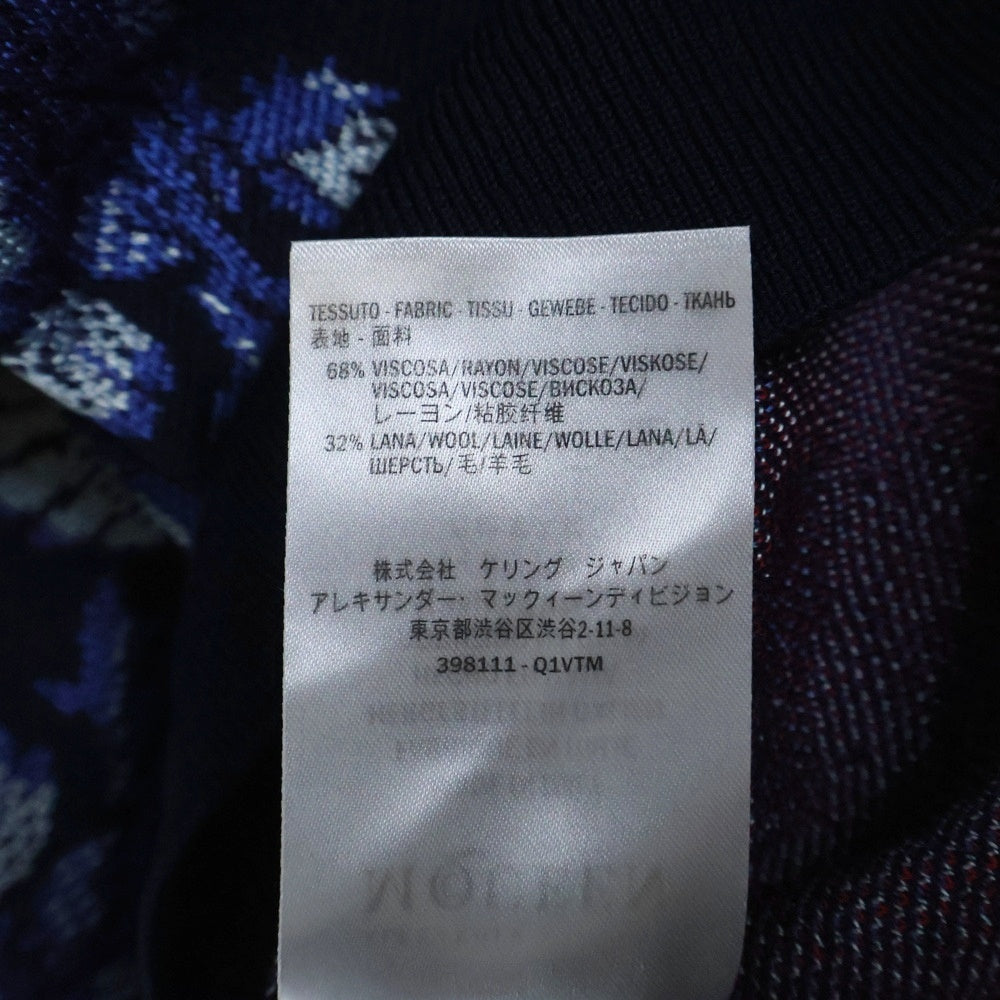 TESSUTO - FABRIC - TISSU - GEWEBE - TECIDO - ТКАНЬ
表地 - 面料
68% VISCOSA/RAYON/VISCOSE/VISKOSE/
VISCOSA/VISCOSE/ВИСКОЗА/
レーヨン/粘胶纤维
32% LANA/WOOL/LAINE/WOLLE/LANA/LÃ/
ШЕРСТЬ/毛/羊毛
株式会社 ケリング ジャパン
アレキサンダー・マックィーンディビジョン
東京都渋谷区渋谷2-11-8
398111 - Q1VTM